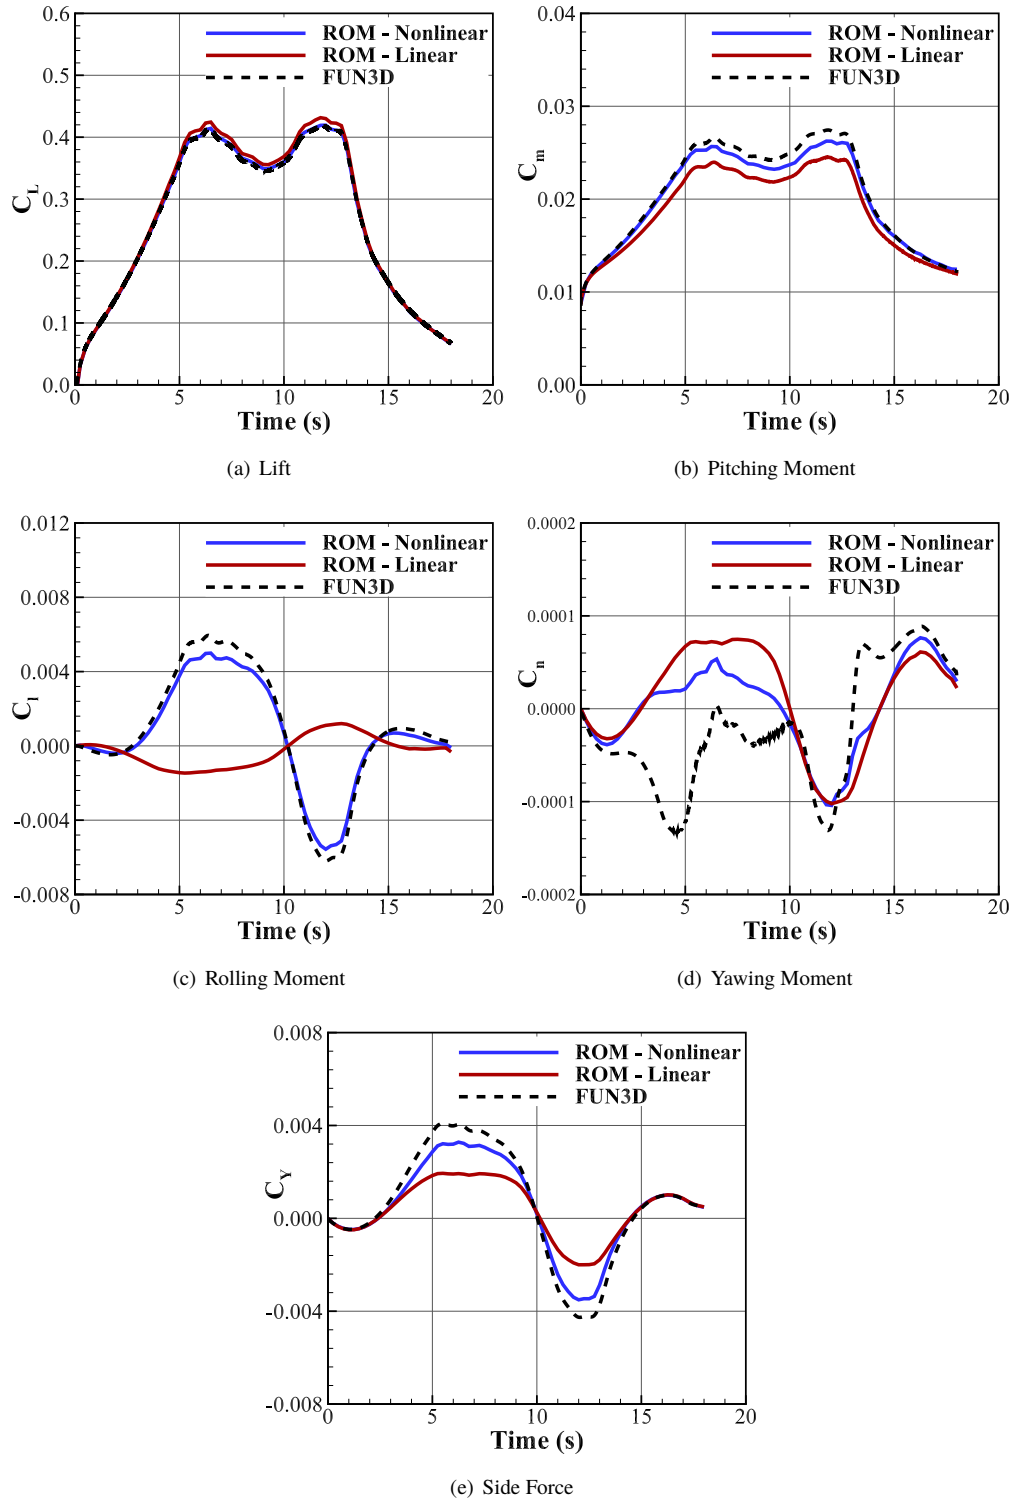 0.6
0.5
0.4
0.3
0.2
0.1
0.0
C_L
ROM - Nonlinear
ROM - Linear
FUN3D
0 5 10 15 20
Time (s)
(a) Lift
0.04
0.03
0.02
0.01
0.00
C_m
ROM - Nonlinear
ROM - Linear
FUN3D
0 5 10 15 20
Time (s)
(b) Pitching Moment
0.012
0.008
0.004
0.000
-0.004
-0.008
C_l
ROM - Nonlinear
ROM - Linear
FUN3D
0 5 10 15 20
Time (s)
(c) Rolling Moment
0.0002
0.0001
0.0000
-0.0001
-0.0002
C_n
ROM - Nonlinear
ROM - Linear
FUN3D
0 5 10 15 20
Time (s)
(d) Yawing Moment
0.008
0.004
0.000
-0.004
-0.008
C_Y
ROM - Nonlinear
ROM - Linear
FUN3D
0 5 10 15 20
Time (s)
(e) Side Force